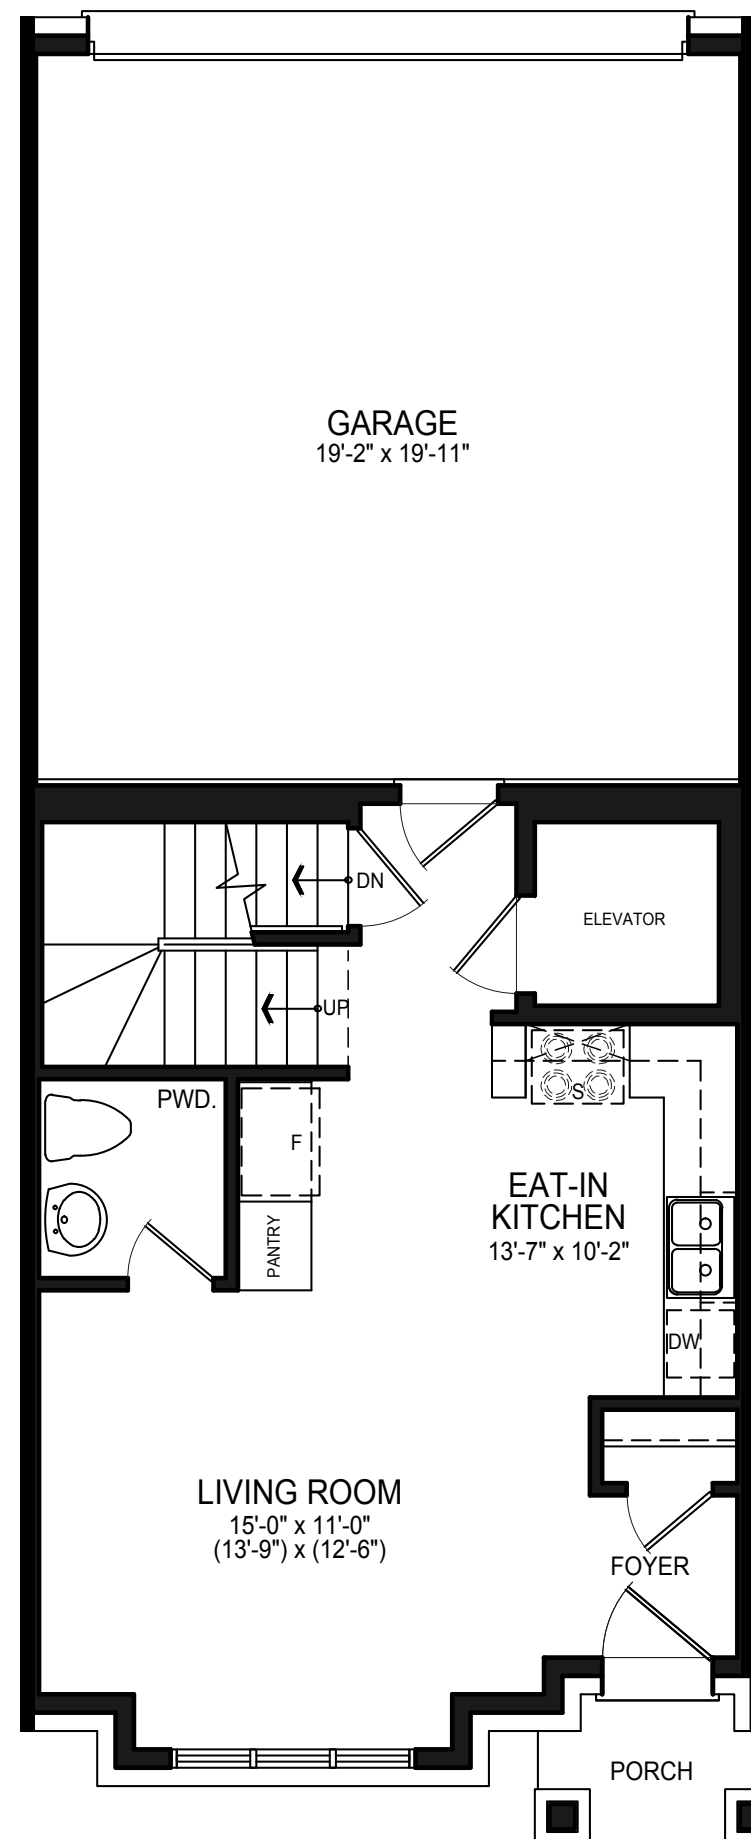 GARAGE
19'-2" x 19'-11"
DN
ELEVATOR
UP
PWD.
S
F
EAT-IN
KITCHEN
13'-7" x 10'-2"
PANTRY
DW
LIVING ROOM
15'-0" x 11'-0"
(13'-9") x (12'-6")
FOYER
PORCH